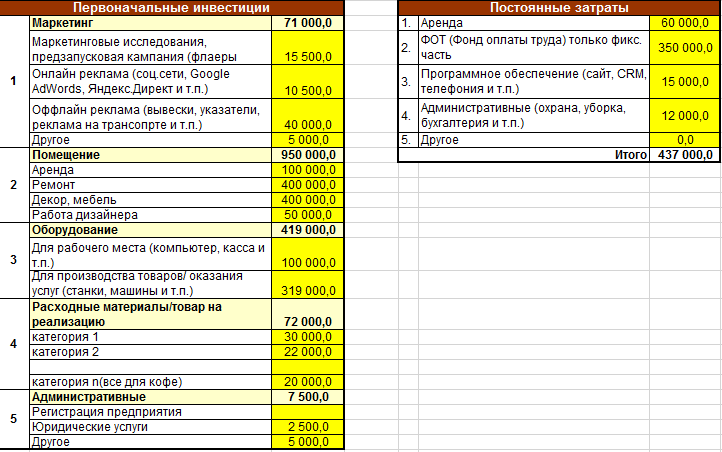 Первоначальные инвестиции
1
Маркетинг 71 000,0
Маркетинговые исследования,
предзапусковая кампания (флаеры 15 500,0
Онлайн реклама (соц.сети, Google
AdWords, Яндекс.Директ и т.п.) 10 500,0
Оффлайн реклама (вывески, указатели,
реклама на трансопрте и т.п.) 40 000,0
Другое 5 000,0
2
Помещение 950 000,0
Аренда 100 000,0
Ремонт 400 000,0
Декор, мебель 400 000,0
Работа дизайнера 50 000,0
3
Оборудование 419 000,0
Для рабочего места (компьютер, касса и
т.п.) 100 000,0
Для производства товаров/ оказания
услуг (станки, машины и т.п.) 319 000,0
4
Расходные материалы/товар на
реализацию 72 000,0
категория 1 30 000,0
категория 2 22 000,0
категория n(все для кофе) 20 000,0
5
Административные 7 500,0
Регистрация предприятия
Юридические услуги 2 500,0
Другое 5 000,0
Постоянные затраты
1. Аренда 60 000,0
2. ФОТ (Фонд оплаты труда) только фикс.
часть 350 000,0
3. Программное обеспечение (сайт, CRM,
телефония и т.п.) 15 000,0
4. Административные (охрана, уборка,
бухгалтерия и т.п.) 12 000,0
5. Другое 0,0
Итого 437 000,0